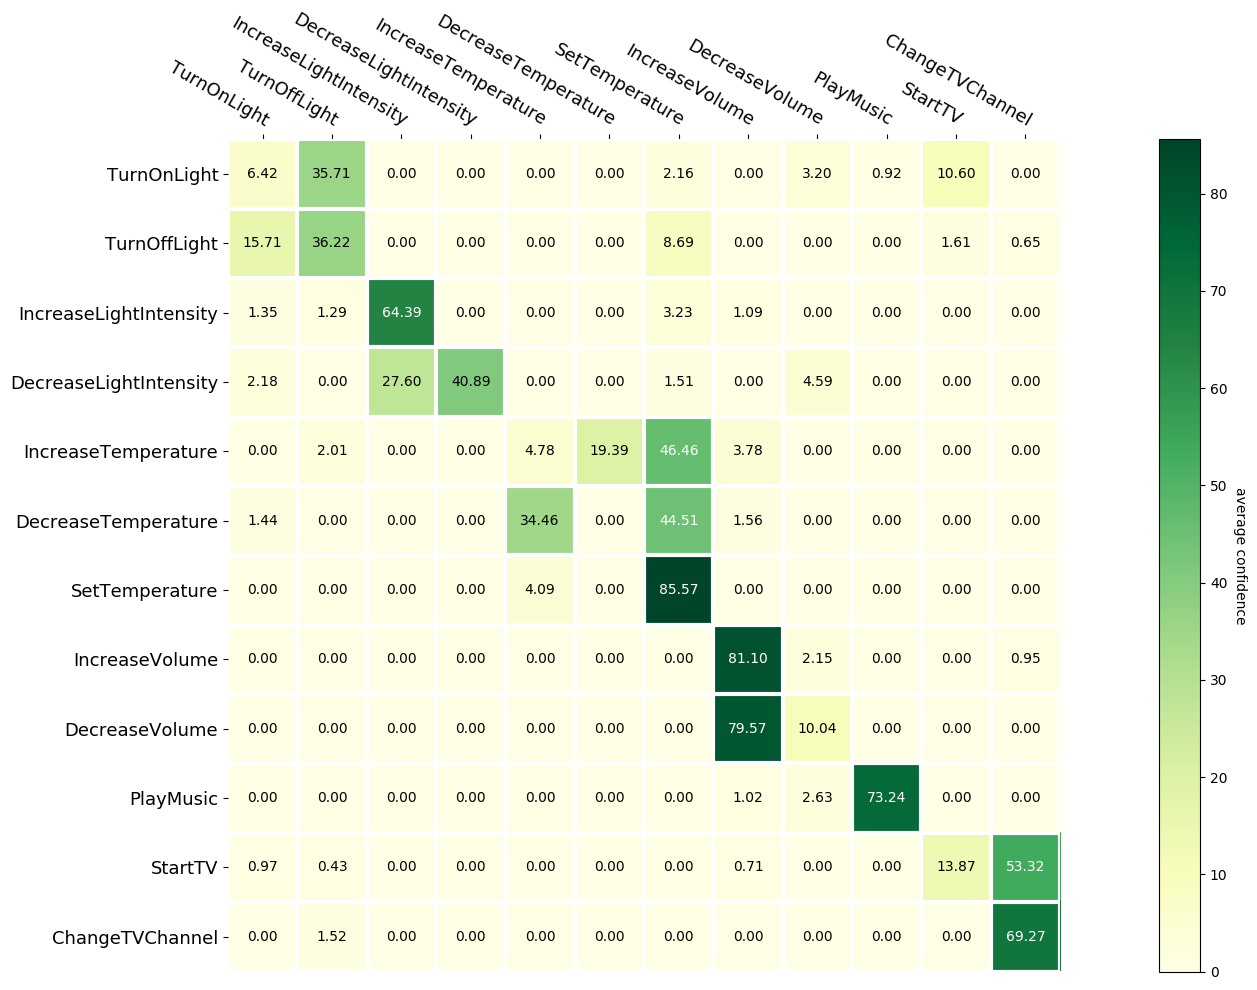 TurnOnLight
TurnOffLight
IncreaseLightIntensity
DecreaseLightIntensity
IncreaseTemperature
DecreaseTemperature
SetTemperature
IncreaseVolume
DecreaseVolume
PlayMusic
StartTV
ChangeTVChannel
TurnOnLight 6.42 35.71 0.00 0.00 0.00 0.00 2.16 0.00 3.20 0.92 10.60 0.00
TurnOffLight 15.71 36.22 0.00 0.00 0.00 0.00 8.69 0.00 0.00 0.00 1.61 0.65
IncreaseLightIntensity 1.35 1.29 64.39 0.00 0.00 0.00 3.23 1.09 0.00 0.00 0.00 0.00
DecreaseLightIntensity 2.18 0.00 27.60 40.89 0.00 0.00 1.51 0.00 4.59 0.00 0.00 0.00
IncreaseTemperature 0.00 2.01 0.00 0.00 4.78 19.39 46.46 3.78 0.00 0.00 0.00 0.00
DecreaseTemperature 1.44 0.00 0.00 0.00 34.46 0.00 44.51 1.56 0.00 0.00 0.00 0.00
SetTemperature 0.00 0.00 0.00 0.00 4.09 0.00 85.57 0.00 0.00 0.00 0.00 0.00
IncreaseVolume 0.00 0.00 0.00 0.00 0.00 0.00 0.00 81.10 2.15 0.00 0.00 0.95
DecreaseVolume 0.00 0.00 0.00 0.00 0.00 0.00 0.00 79.57 10.04 0.00 0.00 0.00
PlayMusic 0.00 0.00 0.00 0.00 0.00 0.00 0.00 1.02 2.63 73.24 0.00 0.00
StartTV 0.97 0.43 0.00 0.00 0.00 0.00 0.00 0.71 0.00 0.00 13.87 53.32
ChangeTVChannel 0.00 1.52 0.00 0.00 0.00 0.00 0.00 0.00 0.00 0.00 0.00 69.27
80
70
60
50
40
30
20
10
0
average confidence